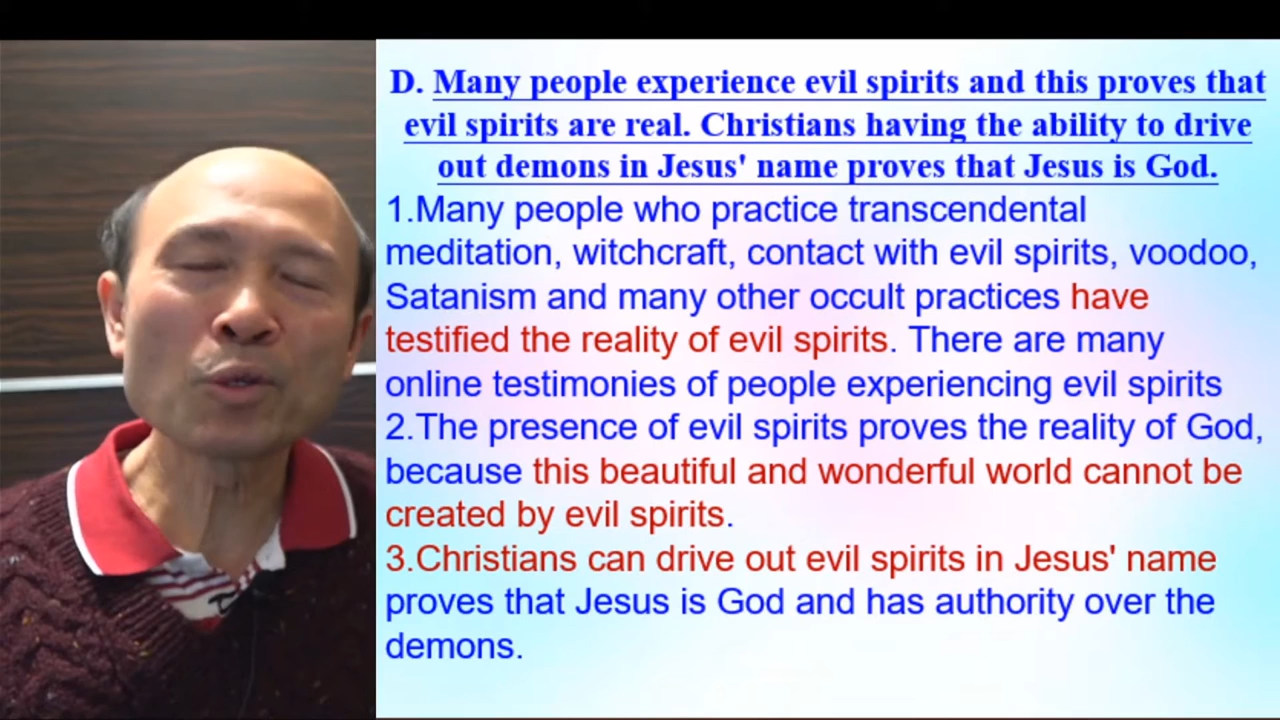 D. Many people experience evil spirits and this proves that
evil spirits are real. Christians having the ability to drive
out demons in Jesus' name proves that Jesus is God.
1.Many people who practice transcendental
meditation, witchcraft, contact with evil spirits, voodoo,
Satanism and many other occult practices have
testified the reality of evil spirits. There are many
online testimonies of people experiencing evil spirits
2.The presence of evil spirits proves the reality of God,
because this beautiful and wonderful world cannot be
created by evil spirits.
3.Christians can drive out evil spirits in Jesus' name
proves that Jesus is God and has authority over the
demons.